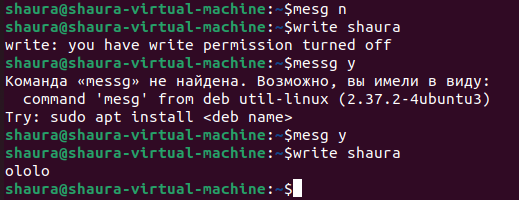 shaura@shaura-virtual-machine:~$mesg n
shaura@shaura-virtual-machine:~$write shaura
write: you have write permission turned off
shaura@shaura-virtual-machine:~$messg y
Команда «messg» не найдена. Возможно, вы имели в виду:
  command 'mesg' from deb util-linux (2.37.2-4ubuntu3)
Try: sudo apt install <deb name>
shaura@shaura-virtual-machine:~$mesg y
shaura@shaura-virtual-machine:~$write shaura
ololo
shaura@shaura-virtual-machine:~$